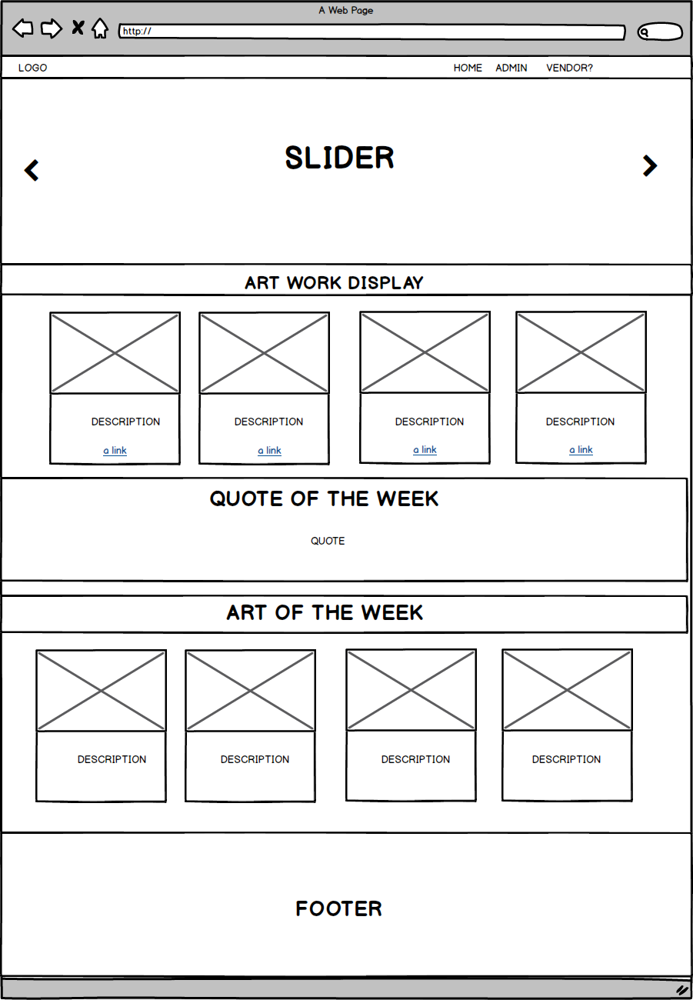 A Web Page
http://
LOGO HOME ADMIN VENDOR?
SLIDER
ART WORK DISPLAY
DESCRIPTION DESCRIPTION DESCRIPTION DESCRIPTION
a link a link a link a link
QUOTE OF THE WEEK
QUOTE
ART OF THE WEEK
DESCRIPTION DESCRIPTION DESCRIPTION DESCRIPTION
FOOTER